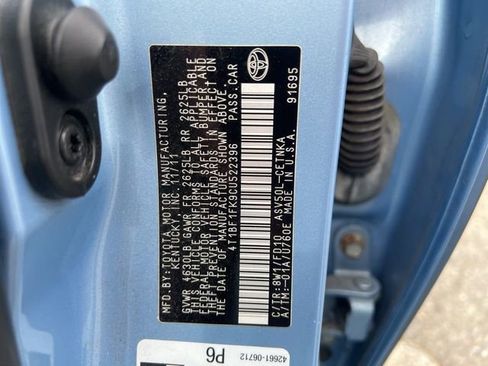 MFD. BY: TOYOTA MOTOR MANUFACTURING,
KENTUCKY, INC. 11/11
GVWR 4630LB GAWR FR 2625LB RR 2625LB
THIS VEHICLE CONFORMS TO ALL APPLICABLE
FEDERAL MOTOR VEHICLE SAFETY, BUMPER, AND
THEFT PREVENTION STANDARDS IN EFFECT ON
THE DATE OF MANUFACTURE SHOWN ABOVE.
4T1BF1FK9CU522396 PASS.CAR
C/TR:8W1/FD10 ASV50L-CETNKA
A/TM:-01A/U760E MADE IN U.S.A. 91695
42661-06712
P6